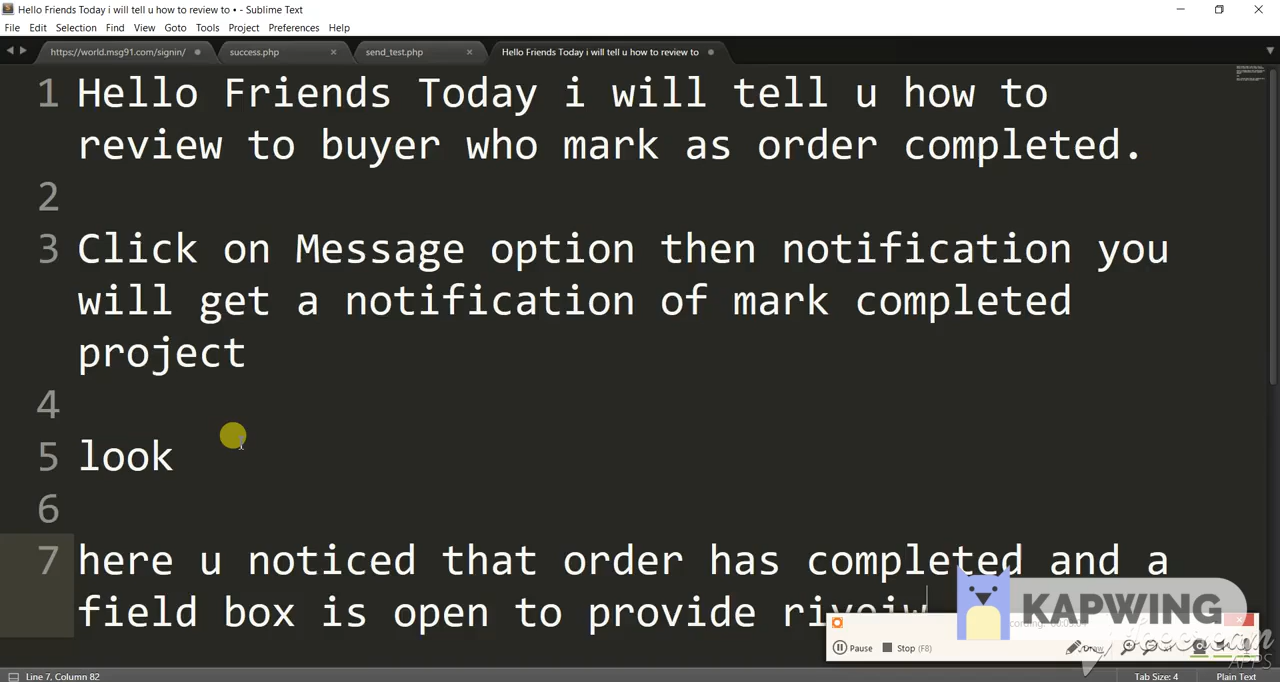 Hello Friends Today i will tell u how to review to • - Sublime Text
File Edit Selection Find View Goto Tools Project Preferences Help
https://world.msg91.com/signin/ success.php send_test.php Hello Friends Today i will tell u how to review to
1 Hello Friends Today i will tell u how to
review to buyer who mark as order completed.
2
3 Click on Message option then notification you
will get a notification of mark completed
project
4
5 look
6
7 here u noticed that order has completed and a
field box is open to provide riveiw
KAPWING
Pause Stop (F8) Draw
APPS
Line 7, Column 82 Tab Size: 4 Plain Text